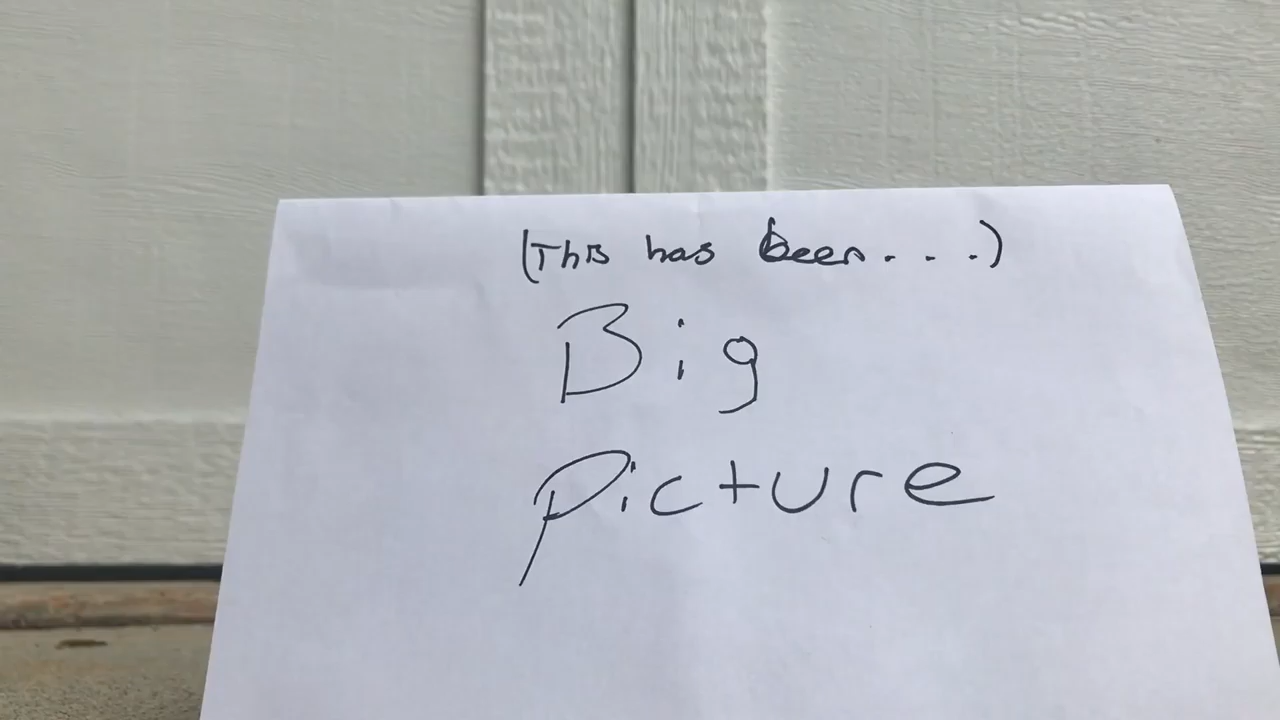 (This has been. . . .)
Big
Picture